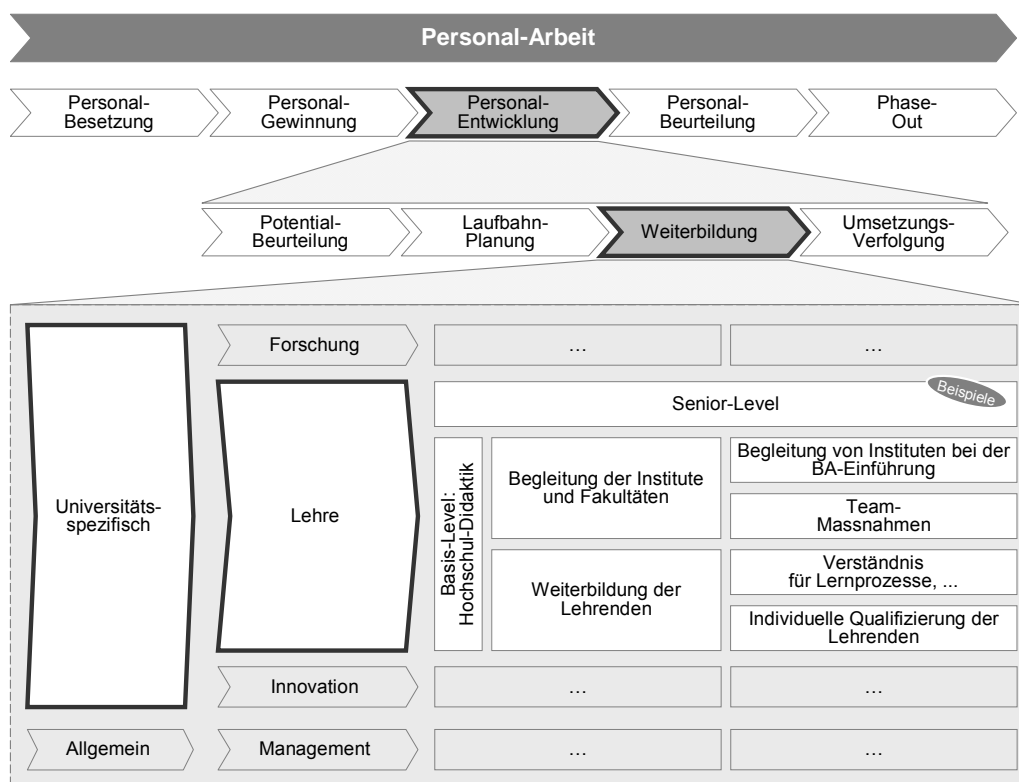 Personal-Arbeit
Personal-
Besetzung
Personal-
Gewinnung
Personal-
Entwicklung
Personal-
Beurteilung
Phase-
Out
Potential-
Beurteilung
Laufbahn-
Planung
Weiterbildung
Umsetzungs-
Verfolgung
Universitäts-
spezifisch
Forschung
…
…
Lehre
Senior-Level
Beispiele
Basis-Level:
Hochschul-Didaktik
Begleitung der Institute
und Fakultäten
Begleitung von Instituten bei der
BA-Einführung
Team-
Massnahmen
Weiterbildung der
Lehrenden
Verständnis
für Lernprozesse, ...
Individuelle Qualifizierung der
Lehrenden
Innovation
…
…
Allgemein
Management
…
…